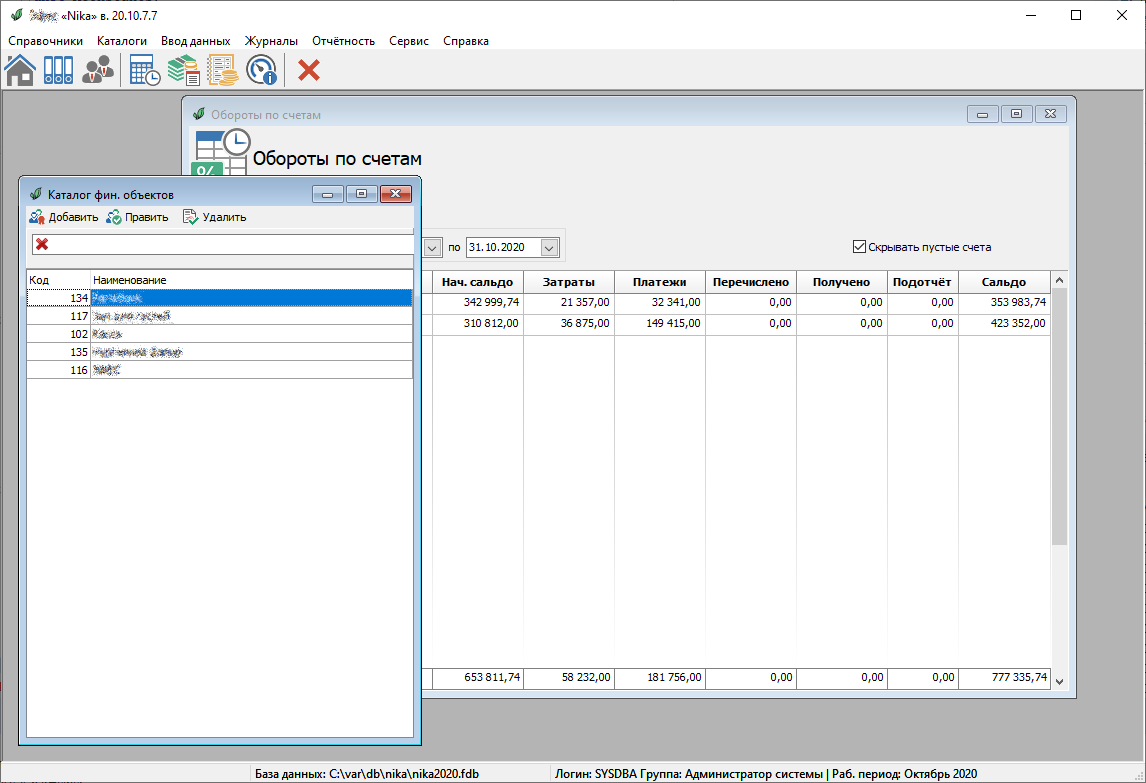 «Nika» в. 20.10.7.7
Справочники Каталоги Ввод данных Журналы Отчётность Сервис Справка
Обороты по счетам
%
Обороты по счетам
Каталог фин. объектов
Добавить Править Удалить
по 31.10.2020 Скрывать пустые счета
Код Наименование
134
117
102
135
116
Нач. сальдо Затраты Платежи Перечислено Получено Подотчёт Сальдо
342 999,74 21 357,00 32 341,00 0,00 0,00 0,00 353 983,74
310 812,00 36 875,00 149 415,00 0,00 0,00 0,00 423 352,00
653 811,74 58 232,00 181 756,00 0,00 0,00 0,00 777 335,74
База данных: C:\var\db\nika\nika2020.fdb Логин: SYSDBA Группа: Администратор системы | Раб. период: Октябрь 2020